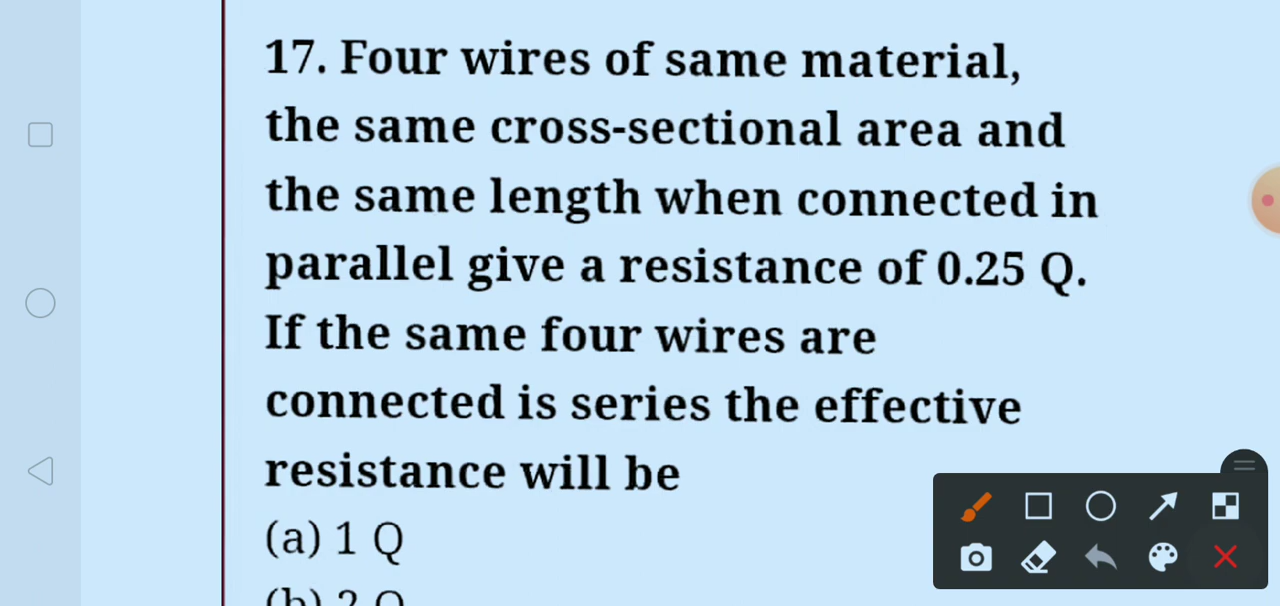 17. Four wires of same material,
the same cross-sectional area and
the same length when connected in
parallel give a resistance of 0.25 Q.
If the same four wires are
connected is series the effective
resistance will be
(a) 1 Q
(b) 2 Q